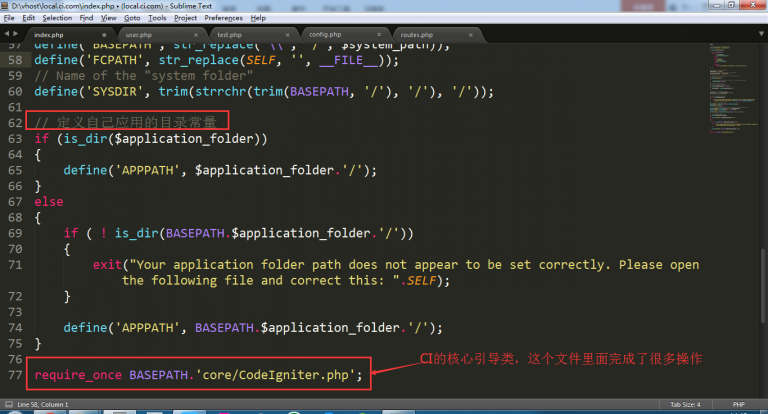 D:\vhost\local.ci.com\index.php • (local.ci.com) - Sublime Text
File Edit Selection Find View Goto Tools Project Preferences Help
index.php user.php test.php config.php routes.php
57 define('BASEPATH', str_replace('\\', '/', $system_path));
58 define('FCPATH', str_replace(SELF, '', __FILE__));
59 // Name of the "system folder"
60 define('SYSDIR', trim(strrchr(trim(BASEPATH, '/'), '/'), '/'));
61
62 // 定义自己应用的目录常量
63 if (is_dir($application_folder))
64 {
65 define('APPPATH', $application_folder.'/');
66 }
67 else
68 {
69 if ( ! is_dir(BASEPATH.$application_folder.'/'))
70 {
71 exit("Your application folder path does not appear to be set correctly. Please open
the following file and correct this: ".SELF);
72 }
73
74 define('APPPATH', BASEPATH.$application_folder.'/');
75 }
76
CI的核心引导类，这个文件里面完成了很多操作
77 require_once BASEPATH.'core/CodeIgniter.php';
Line 58, Column 1 Tab Size: 4 PHP